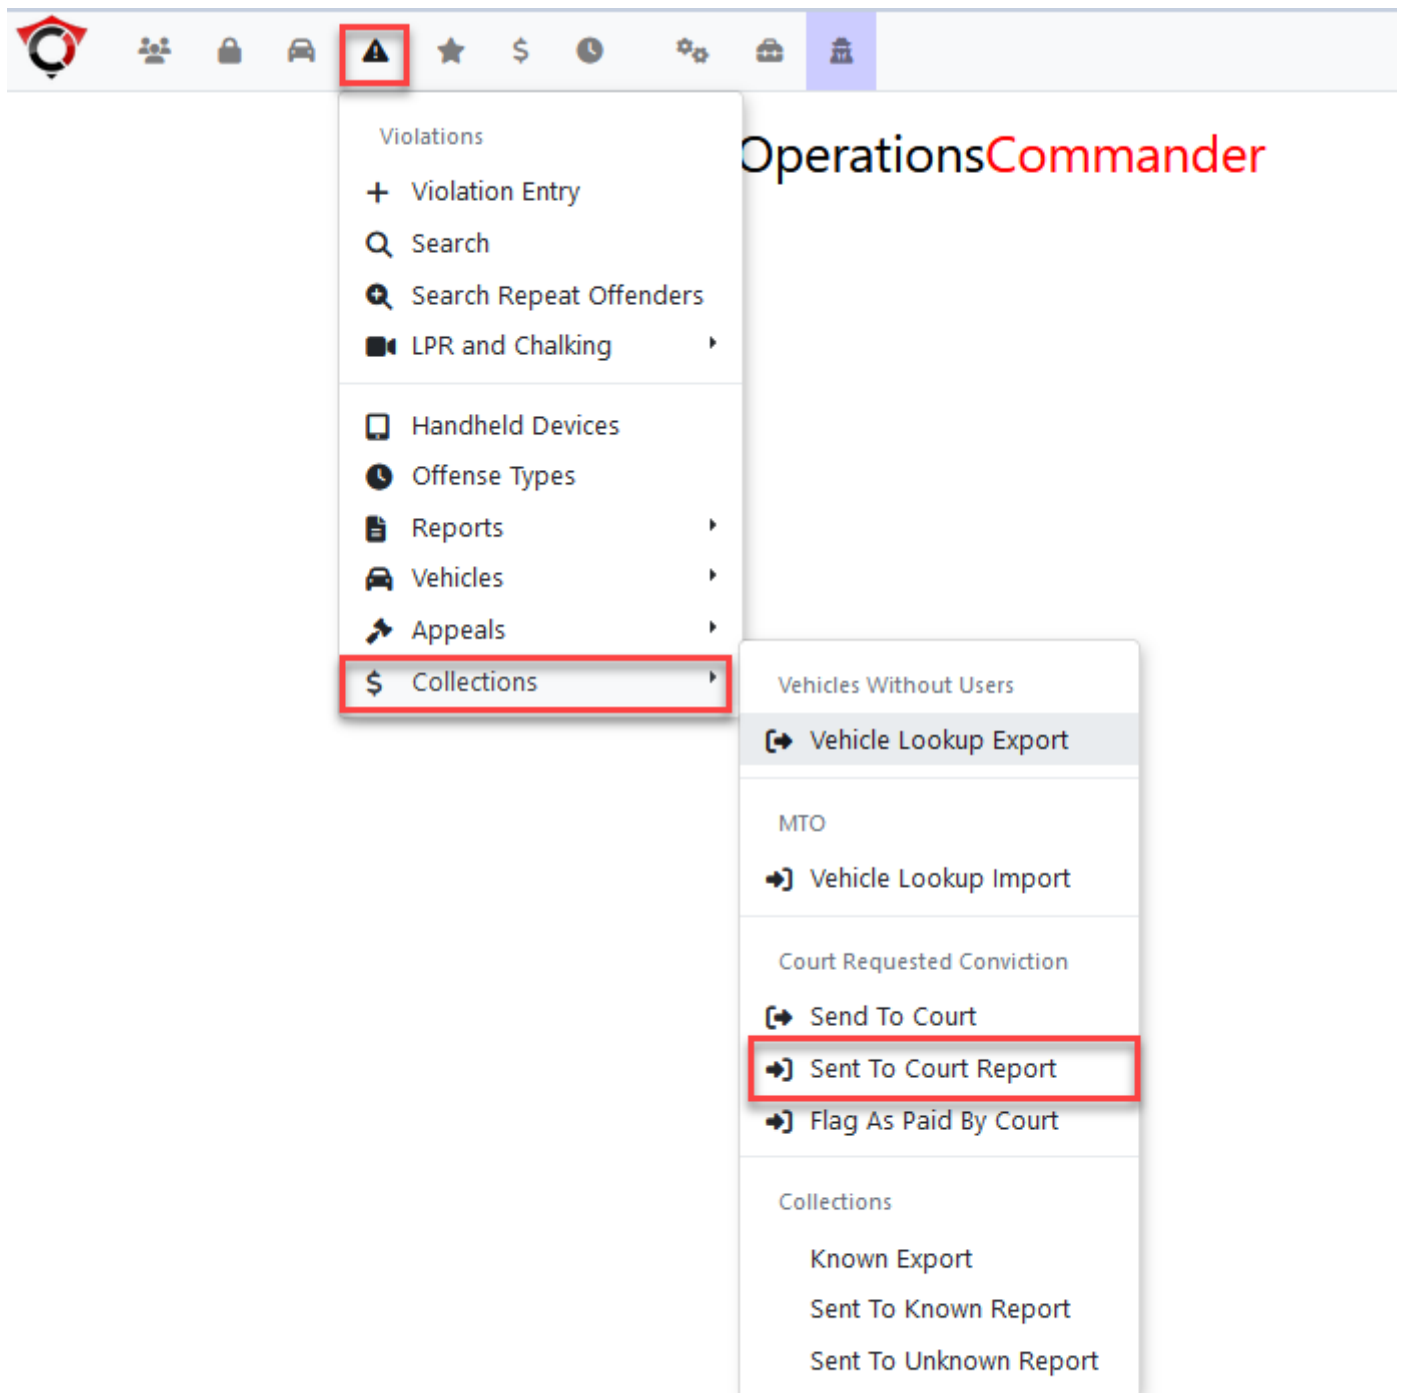 OperationsCommander
Violations
Violation Entry
Search
Search Repeat Offenders
LPR and Chalking
Handheld Devices
Offense Types
Reports
Vehicles
Appeals
Collections
Vehicles Without Users
Vehicle Lookup Export
MTO
Vehicle Lookup Import
Court Requested Conviction
Send To Court
Sent To Court Report
Flag As Paid By Court
Collections
Known Export
Sent To Known Report
Sent To Unknown Report